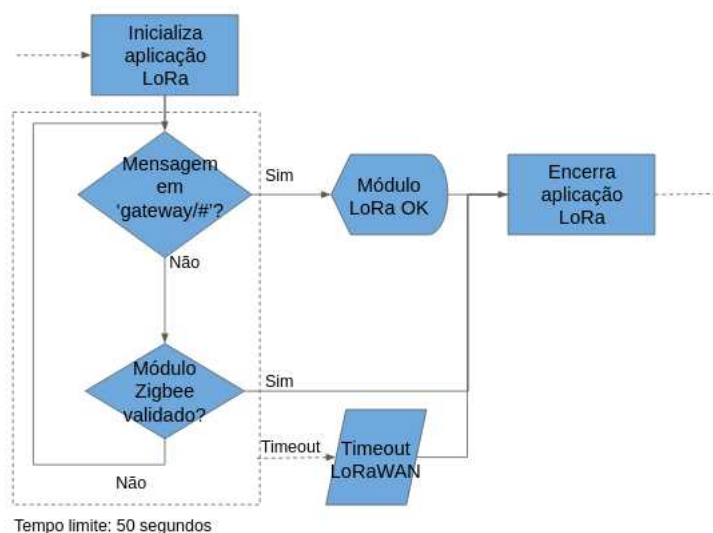 Inicializa
aplicação
LoRa
Mensagem
em
‘gateway/#’?
Sim
Módulo
LoRa OK
Encerra
aplicação
LoRa
Não
Módulo
Zigbee
validado?
Sim
Timeout
Timeout
LoRaWAN
Não
Tempo limite: 50 segundos